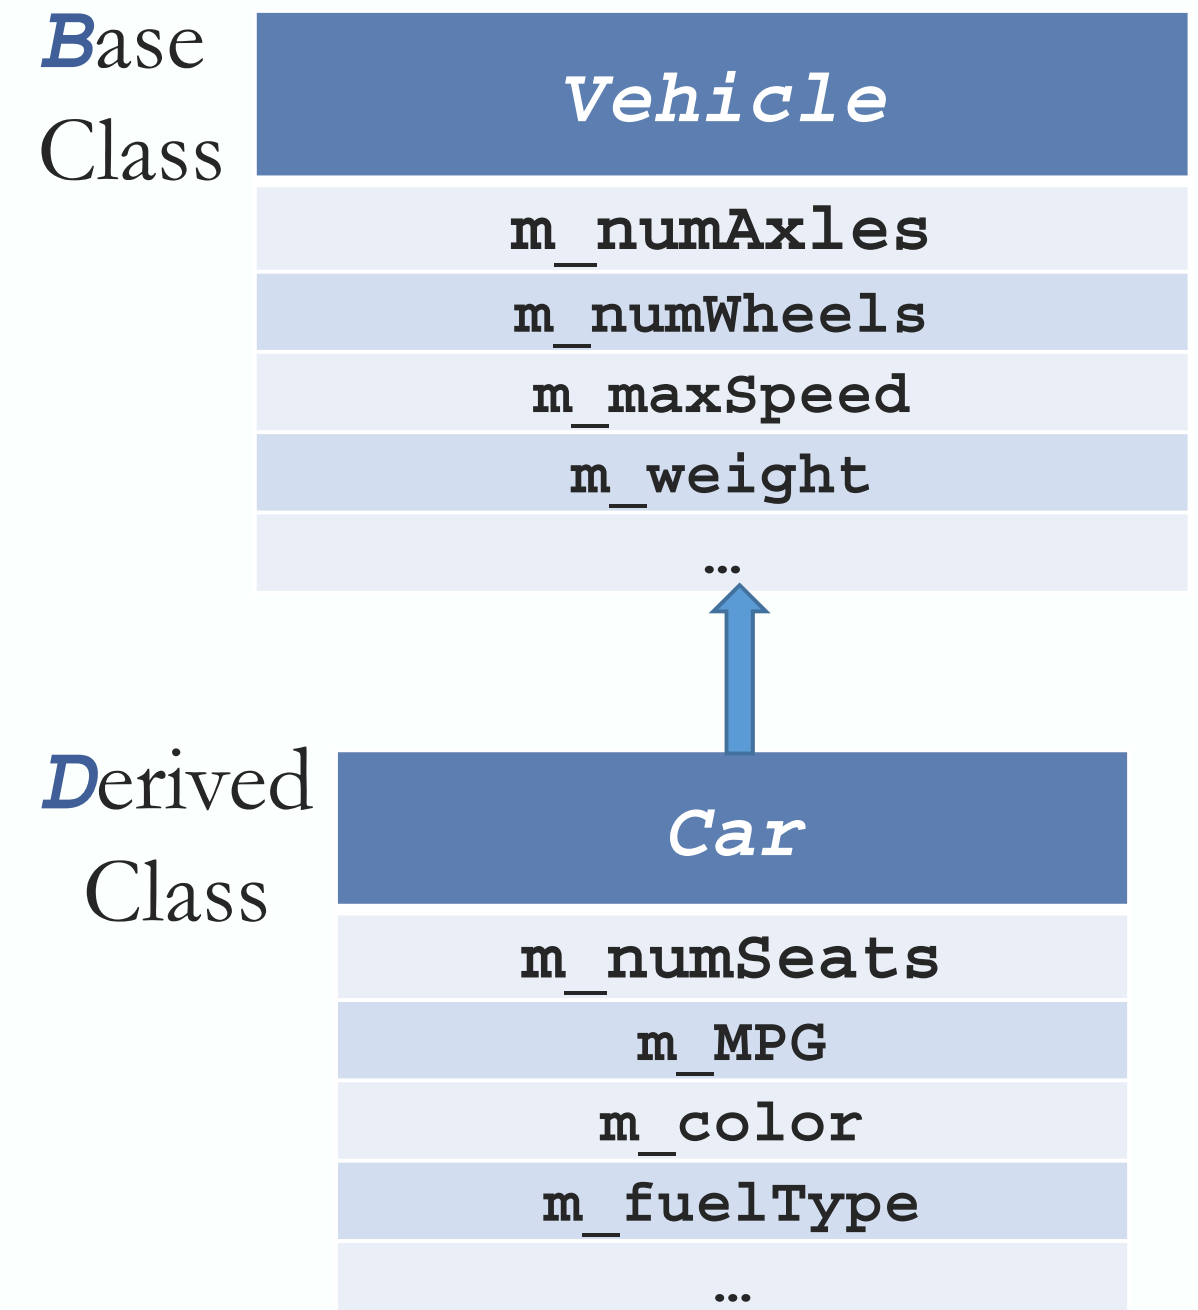 Base
Class
Vehicle
m_numAxles
m_numWheels
m_maxSpeed
m_weight
…
Derived
Class
Car
m_numSeats
m_MPG
m_color
m_fuelType
…